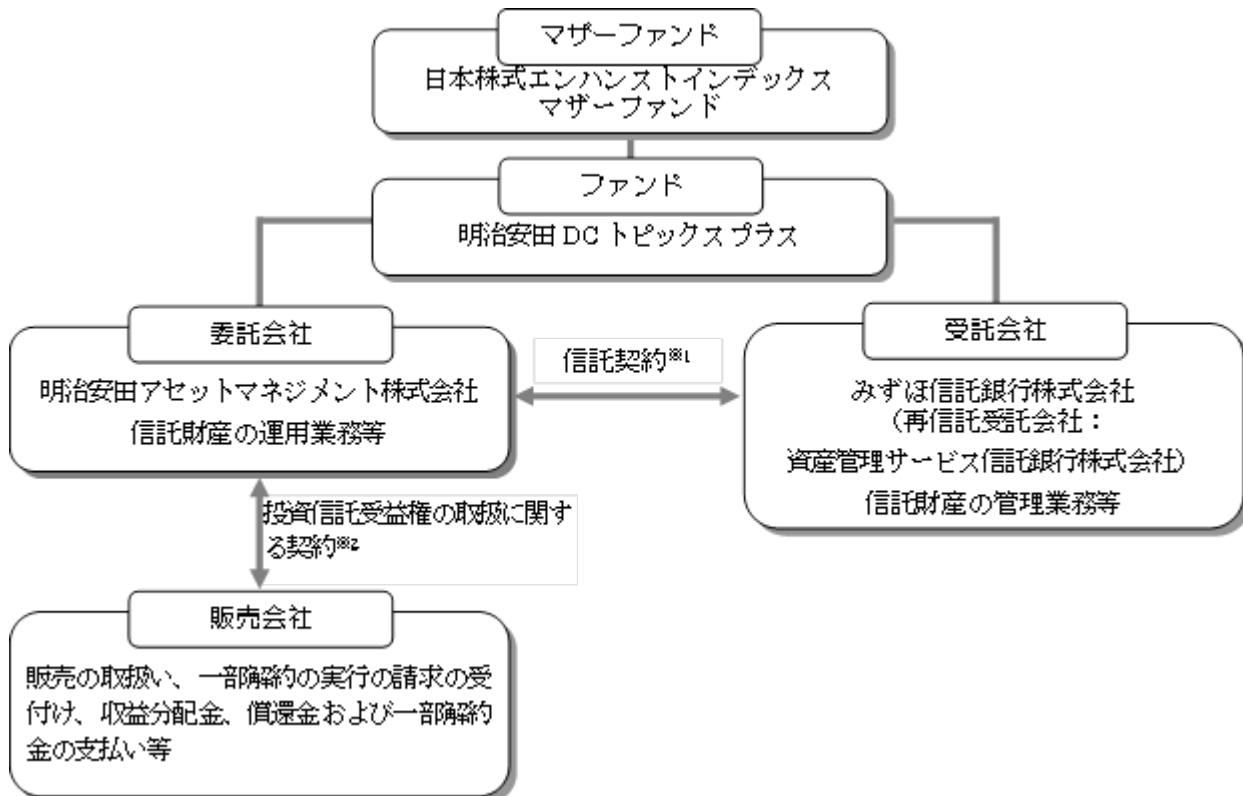 マザーファンド
日本株式エンハンストインデックス
マザーファンド
ファンド
明治安田DCトピックスプラス
委託会社
明治安田アセットマネジメント株式会社
信託財産の運用業務等
信託契約※1
受託会社
みずほ信託銀行株式会社
(再信託受託会社:
資産管理サービス信託銀行株式会社)
信託財産の管理業務等
投資信託受益権の取扱に関す
る契約※2
販売会社
販売の取扱い、一部解約の実行の請求の受
付け、収益分配金、償還金および一部解約
金の支払い等